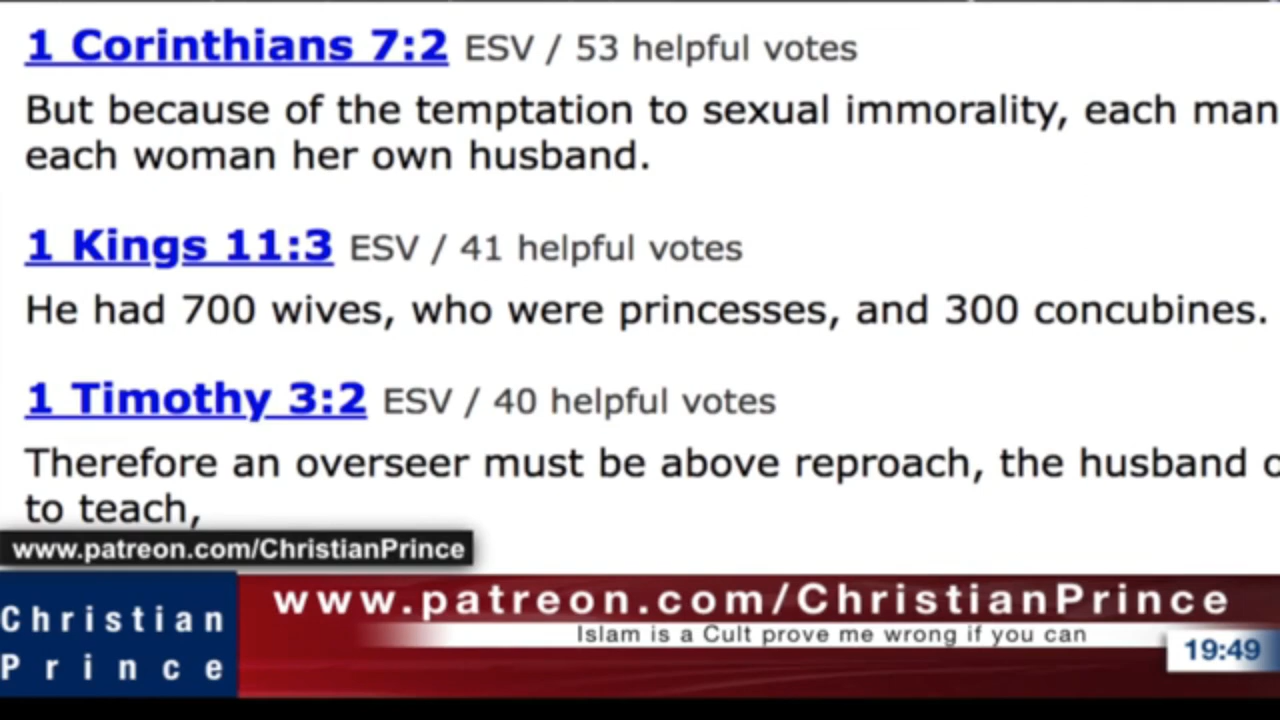 1 Corinthians 7:2 ESV / 53 helpful votes
But because of the temptation to sexual immorality, each man
each woman her own husband.
1 Kings 11:3 ESV / 41 helpful votes
He had 700 wives, who were princesses, and 300 concubines.
1 Timothy 3:2 ESV / 40 helpful votes
Therefore an overseer must be above reproach, the husband
to teach,
www.patreon.com/ChristianPrince
www.patreon.com/ChristianPrince
Islam is a Cult prove me wrong if you can
Christian
Prince
19:49